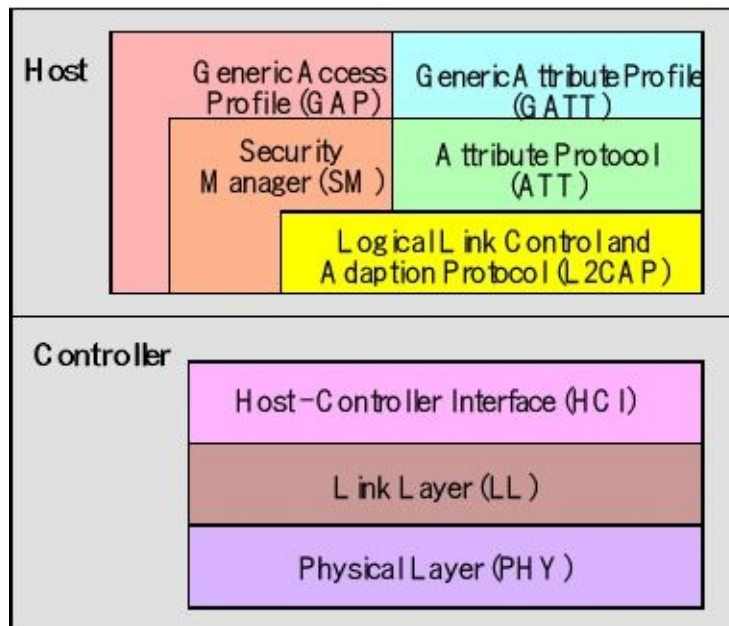 Host
Generic Access
Profile (GAP)
Generic Attribute Profile
(GATT)
Security
Manager (SM)
Attribute Protocol
(ATT)
Logical Link Control and
Adaption Protocol (L2CAP)
Controller
Host-Controller Interface (HCI)
Link Layer (LL)
Physical Layer (PHY)